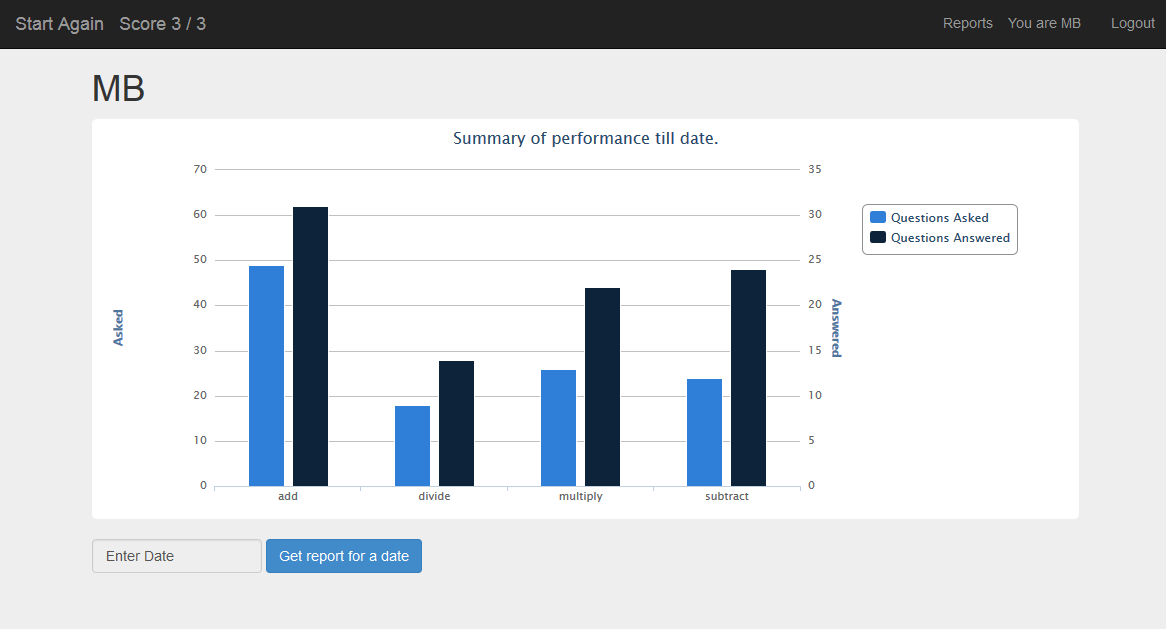 Start Again Score 3 / 3 Reports You are MB Logout
MB
Summary of performance till date.
70 35
60 30
50 25
40 20
30 15
20 10
10 5
0 0
Asked
Answered
add divide multiply subtract
Questions Asked
Questions Answered
Enter Date Get report for a date